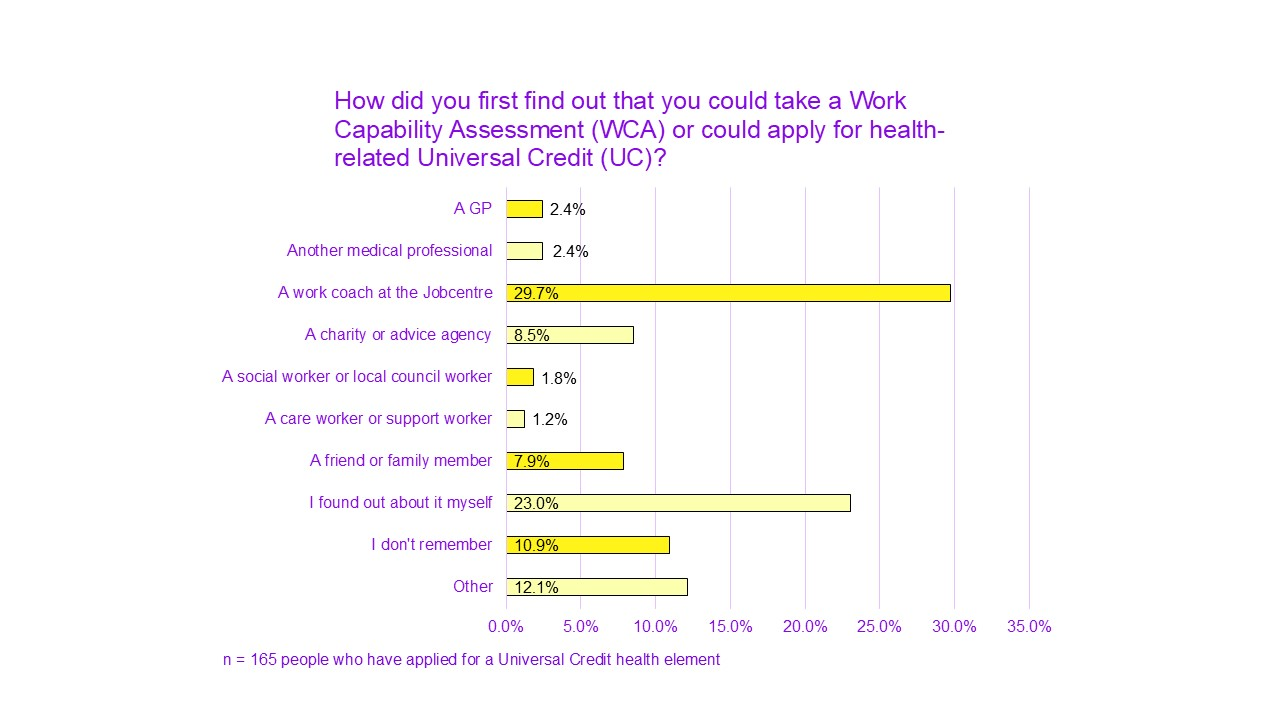 How did you first find out that you could take a Work
Capability Assessment (WCA) or could apply for health-
related Universal Credit (UC)?
A GP 2.4%
Another medical professional 2.4%
A work coach at the Jobcentre 29.7%
A charity or advice agency 8.5%
A social worker or local council worker 1.8%
A care worker or support worker 1.2%
A friend or family member 7.9%
I found out about it myself 23.0%
I don't remember 10.9%
Other 12.1%
0.0% 5.0% 10.0% 15.0% 20.0% 25.0% 30.0% 35.0%
n = 165 people who have applied for a Universal Credit health element